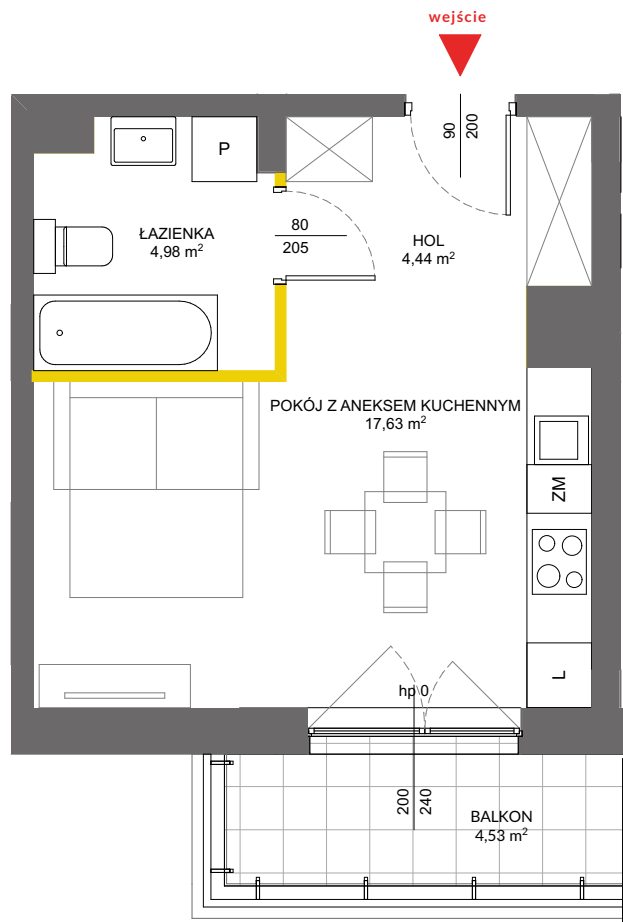 wejście
90
200
P
ŁAZIENKA
4,98 m²
80
205
HOL
4,44 m²
POKÓJ Z ANEKSEM KUCHENNYM
17,63 m²
ZM
L
hp 0
200
240
BALKON
4,53 m²